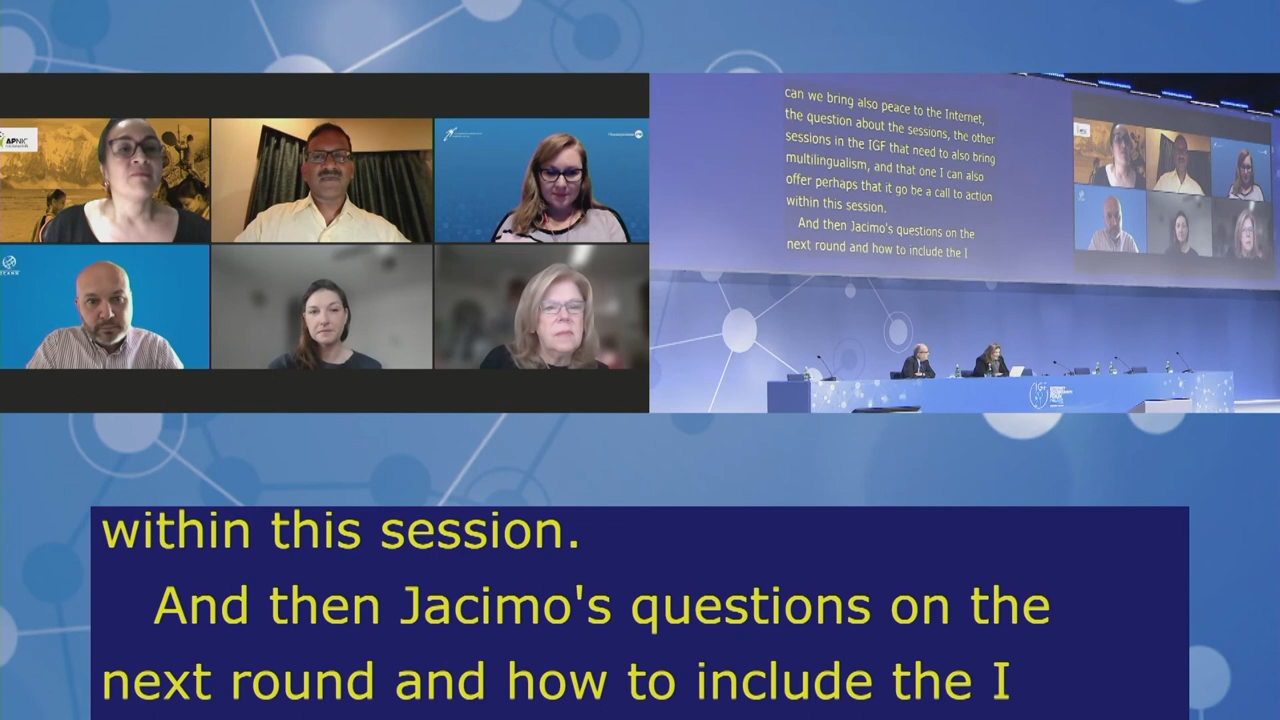 APNIC
ICANN
can we bring also peace to the Internet,
the question about the sessions, the other
sessions in the IGF that need to also bring
multilingualism, and that one I can also
offer perhaps that it go be a call to action
within this session.
And then Jacimo's questions on the
next round and how to include the I
IGF
within this session.
And then Jacimo's questions on the
next round and how to include the I